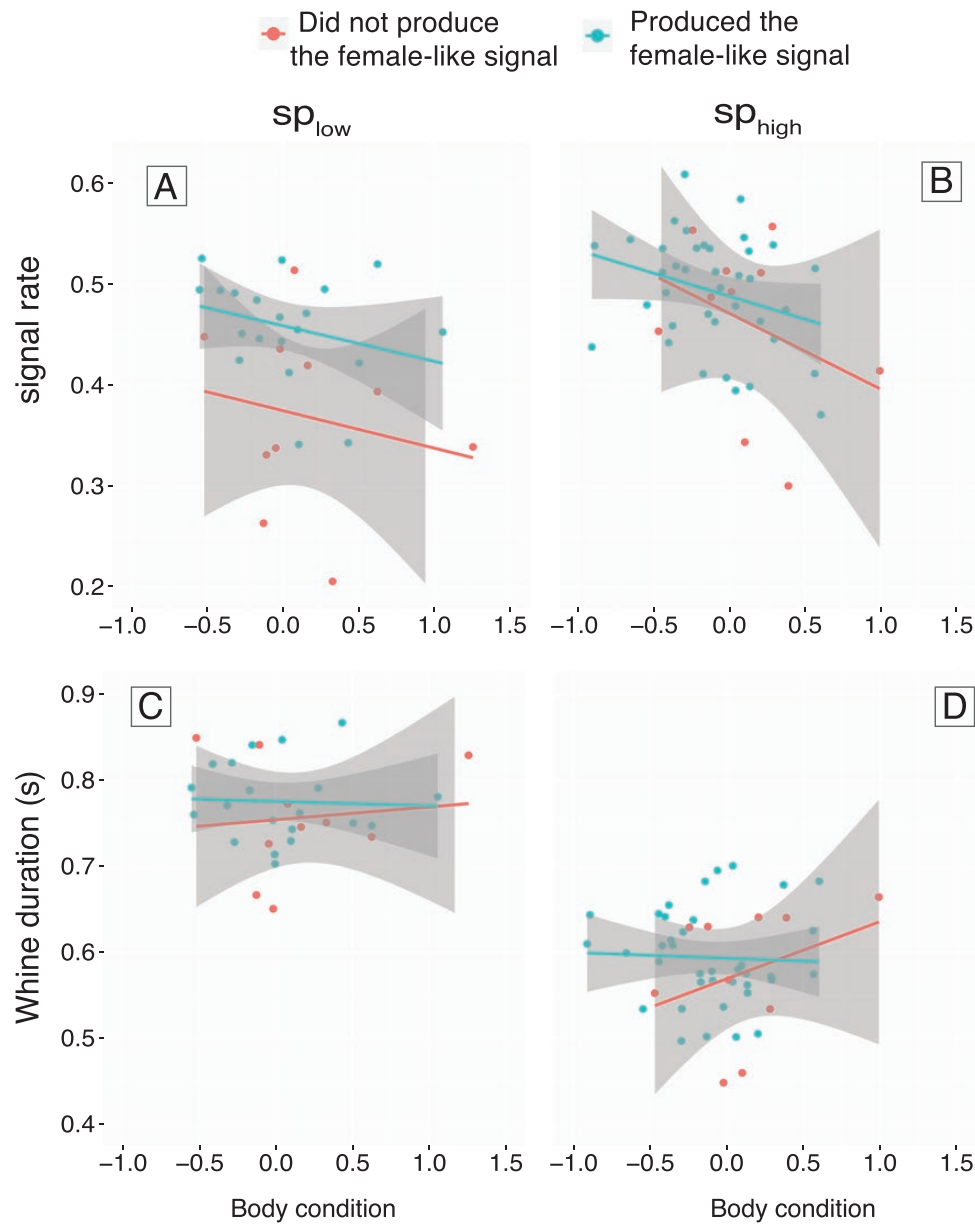 Did not produce
the female-like signal
Produced the
female-like signal
sp_low
sp_high
A
B
signal rate
0.6
0.5
0.4
0.3
0.2
-1.0 -0.5 0.0 0.5 1.0 1.5
-1.0 -0.5 0.0 0.5 1.0 1.5
C
D
Whine duration (s)
0.9
0.8
0.7
0.6
0.5
0.4
-1.0 -0.5 0.0 0.5 1.0 1.5
-1.0 -0.5 0.0 0.5 1.0 1.5
Body condition
Body condition